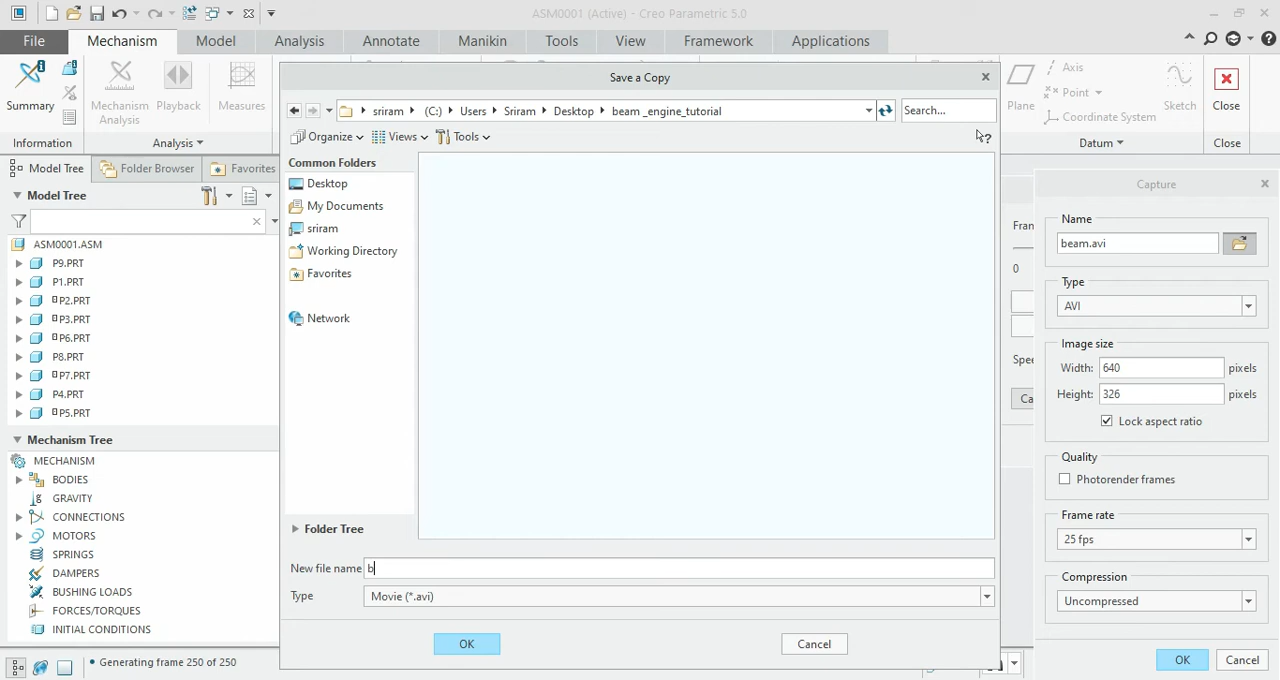 ASM0001 (Active) - Creo Parametric 5.0
File Mechanism Model Analysis Annotate Manikin Tools View Framework Applications
Summary Mechanism Analysis Playback Measures Plane Axis Point Coordinate System Sketch Close
Information Analysis Datum Close
Save a Copy
sriram (C:) Users Sriram Desktop beam _engine_tutorial Search...
Organize Views Tools
Common Folders
Desktop
My Documents
sriram
Working Directory
Favorites
Network
Folder Tree
New file name b
Type Movie (*.avi)
OK Cancel
Model Tree Folder Browser Favorites
Model Tree
ASM0001.ASM
P9.PRT
P1.PRT
P2.PRT
P3.PRT
P6.PRT
P8.PRT
P7.PRT
P4.PRT
P5.PRT
Mechanism Tree
MECHANISM
BODIES
GRAVITY
CONNECTIONS
MOTORS
SPRINGS
DAMPERS
BUSHING LOADS
FORCES/TORQUES
INITIAL CONDITIONS
Generating frame 250 of 250
0
Capture
Name
beam.avi
Type
AVI
Image size
Width: 640 pixels
Height: 326 pixels
Lock aspect ratio
Quality
Photorender frames
Frame rate
25 fps
Compression
Uncompressed
OK Cancel